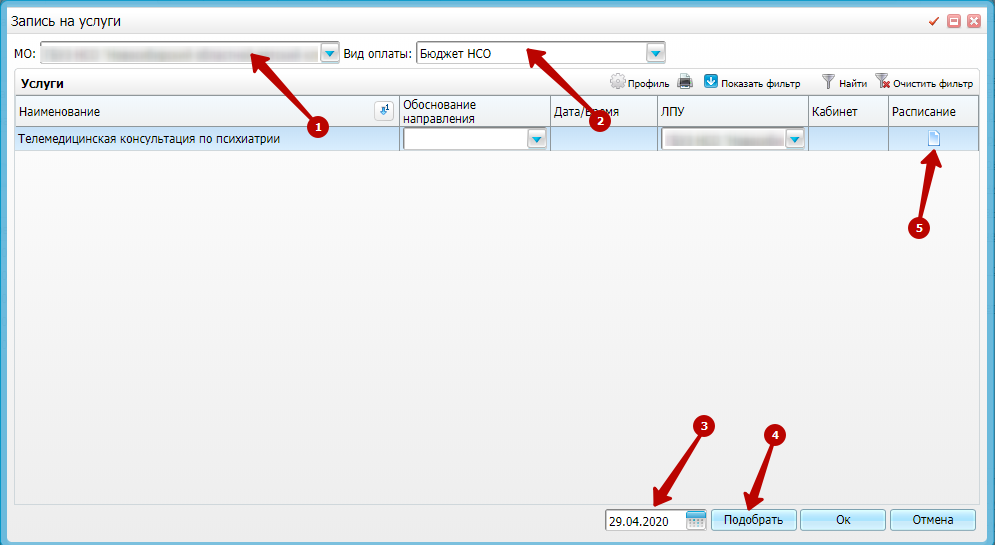 Запись на услуги
МО: Вид оплаты: Бюджет НСО
Услуги Профиль Показать фильтр Найти Очистить фильтр
Наименование 1 Обоснование направления Дата/Время ЛПУ Кабинет Расписание
Телемедицинская консультация по психиатрии
1
2
5
3
4
29.04.2020 Подобрать Ок Отмена